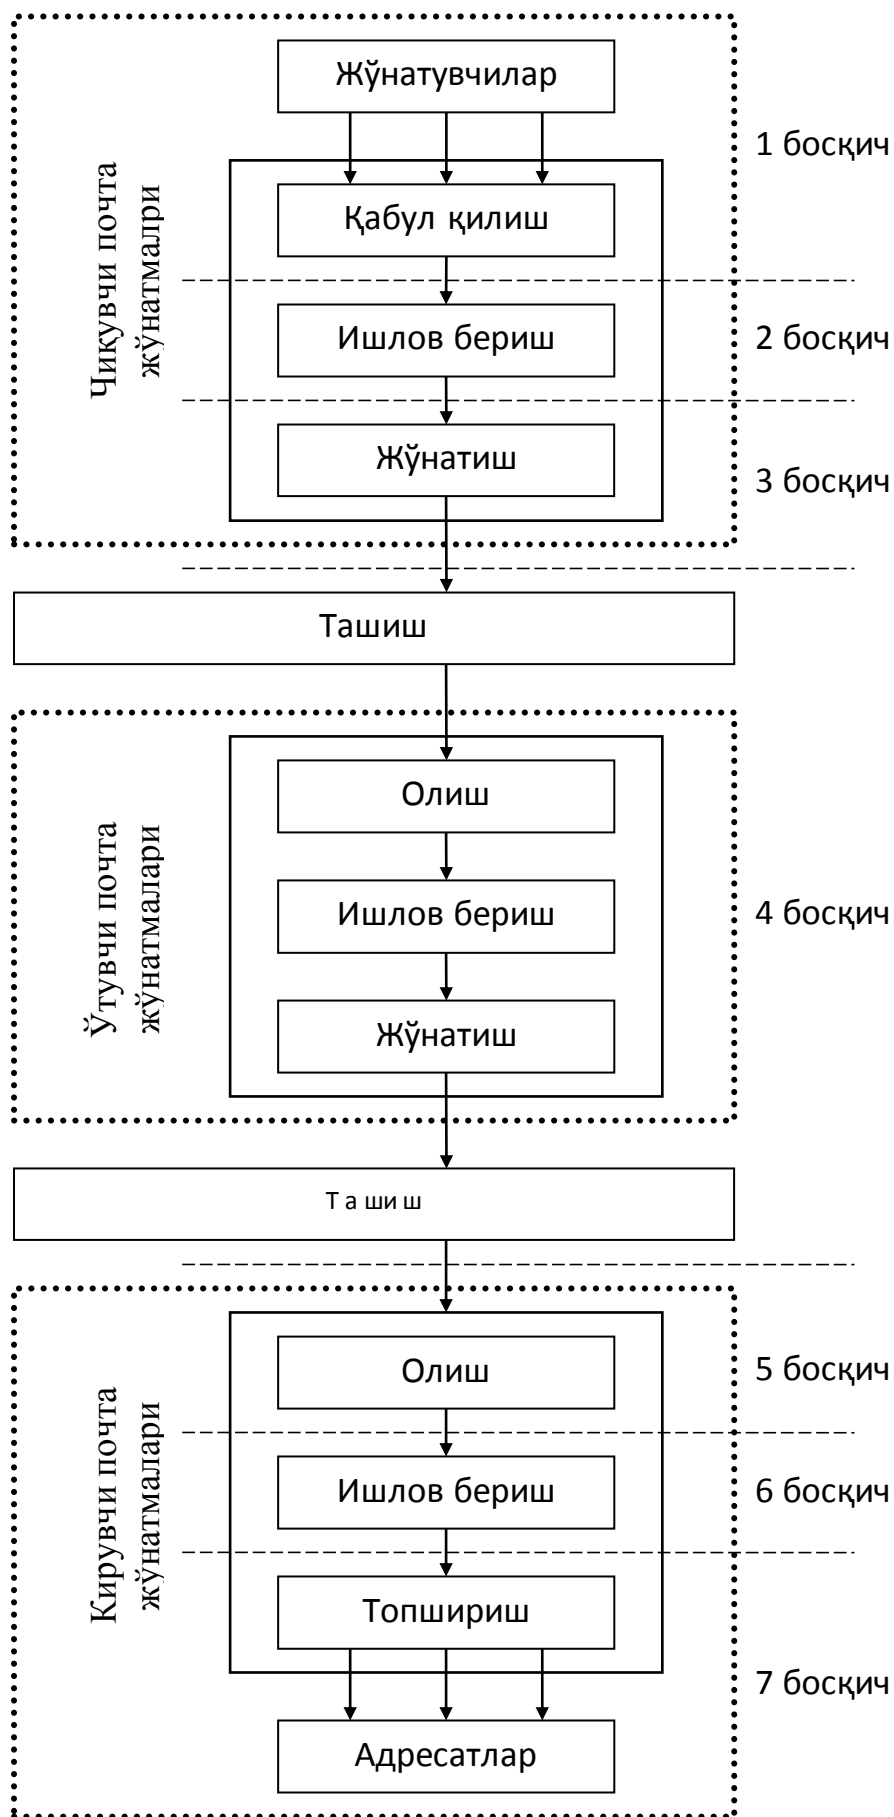 Жўнатувчилар
1 босқич
Чиқувчи почта
жўнатмалри
Қабул қилиш
Ишлов бериш
2 босқич
Жўнатиш
3 босқич
Ташиш
Ўтувчи почта
жўнатмалари
Олиш
Ишлов бериш
4 босқич
Жўнатиш
Т а ши ш
Кирувчи почта
жўнатмалари
Олиш
5 босқич
Ишлов бериш
6 босқич
Топшириш
7 босқич
Адресатлар